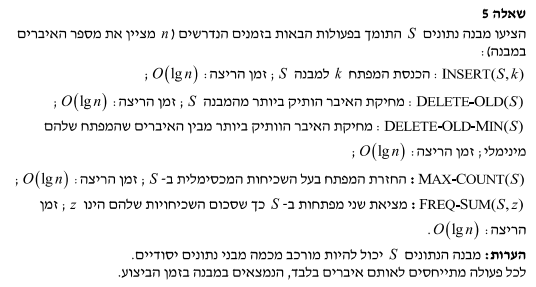 שאלה 5
הציעו מבנה נתונים S התומך בפעולות הבאות בזמנים הנדרשים (n מציין את מספר האיברים
במבנה):
INSERT(S,k) : הכנסת המפתח k למבנה S ; זמן הריצה : O(lg n) ;
DELETE-OLD(S) : מחיקת האיבר הותיק ביותר מהמבנה S ; זמן הריצה : O(lg n) ;
DELETE-OLD-MIN(S) : מחיקת האיבר הוותיק ביותר מבין האיברים שהמפתח שלהם
מינימלי ; זמן הריצה : O(lg n) ;
MAX-COUNT(S) : החזרת המפתח בעל השכיחות המכסימלית ב- S ; זמן הריצה : O(lg n) ;
FREQ-SUM(S,z) : מציאת שני מפתחות ב- S כך שסכום השכיחויות שלהם הינו z ; זמן
הריצה : O(lg n) .
הערות: מבנה הנתונים S יכול להיות מורכב מכמה מבני נתונים יסודיים.
לכל פעולה מתייחסים לאותם איברים בלבד, הנמצאים במבנה בזמן הביצוע.